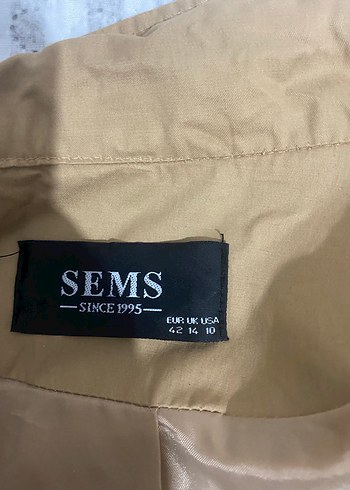 SEMS
SINCE 1995
EUR UK USA
42 14 10